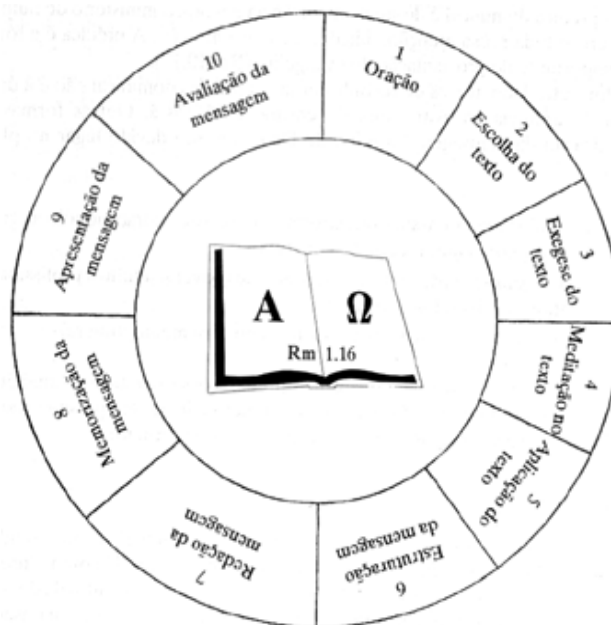 1
Oração
2
Escolha do
texto
3
Exegese do
texto
4
Meditação no
texto
5
Aplicação do
texto
6
Estruturação
da mensagem
7
Redação da
mensagem
8
Memorização da
mensagem
9
Apresentação da
mensagem
10
Avaliação da
mensagem
Α Ω
Rm 1.16